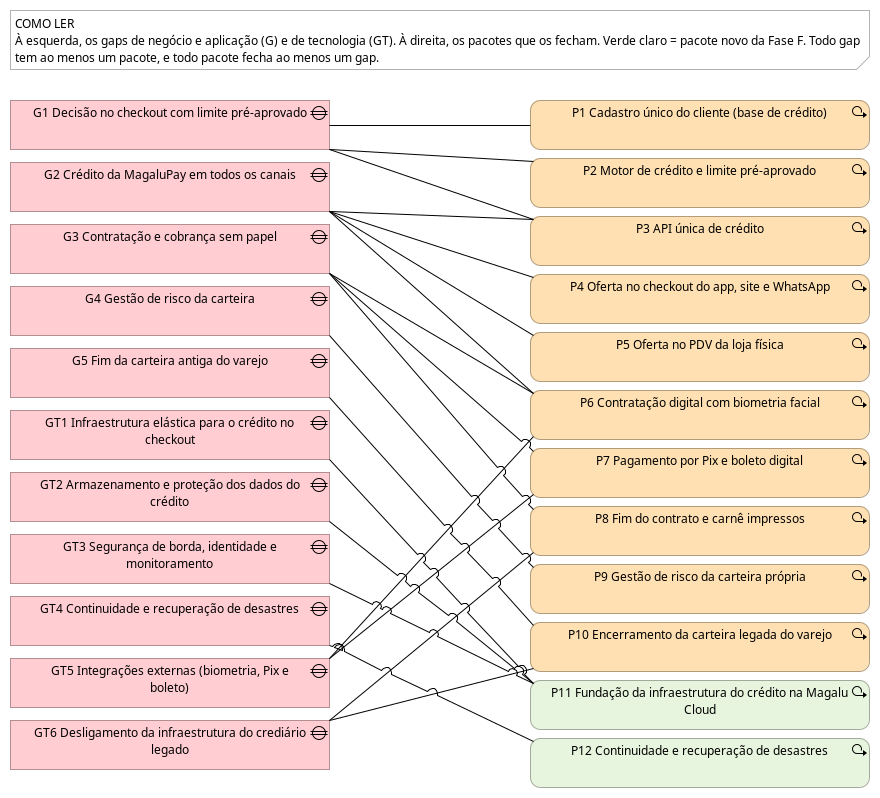 COMO LER
À esquerda, os gaps de negócio e aplicação (G) e de tecnologia (GT). À direita, os pacotes que os fecham. Verde claro = pacote novo da Fase F. Todo gap
tem ao menos um pacote, e todo pacote fecha ao menos um gap.
G1 Decisão no checkout com limite pré-aprovado
G2 Crédito da MagaluPay em todos os canais
G3 Contratação e cobrança sem papel
G4 Gestão de risco da carteira
G5 Fim da carteira antiga do varejo
GT1 Infraestrutura elástica para o crédito no
checkout
GT2 Armazenamento e proteção dos dados do
crédito
GT3 Segurança de borda, identidade e
monitoramento
GT4 Continuidade e recuperação de desastres
GT5 Integrações externas (biometria, Pix e
boleto)
GT6 Desligamento da infraestrutura do crediário
legado
P1 Cadastro único do cliente (base de crédito)
P2 Motor de crédito e limite pré-aprovado
P3 API única de crédito
P4 Oferta no checkout do app, site e WhatsApp
P5 Oferta no PDV da loja física
P6 Contratação digital com biometria facial
P7 Pagamento por Pix e boleto digital
P8 Fim do contrato e carnê impressos
P9 Gestão de risco da carteira própria
P10 Encerramento da carteira legada do varejo
P11 Fundação da infraestrutura do crédito na Magalu
Cloud
P12 Continuidade e recuperação de desastres